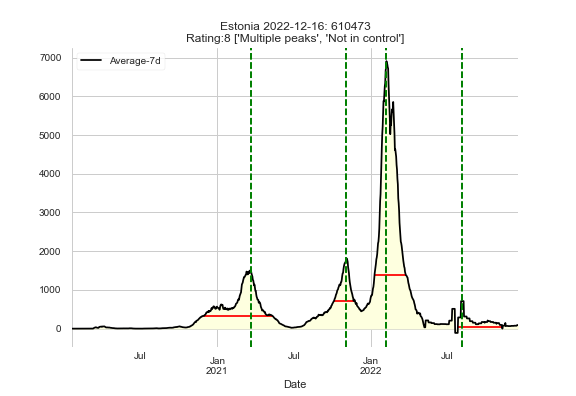 Estonia 2022-12-16: 610473
Rating:8 ['Multiple peaks', 'Not in control']
Average-7d
7000
6000
5000
4000
3000
2000
1000
0
Jul
Jan
2021
Jul
Jan
2022
Jul
Date